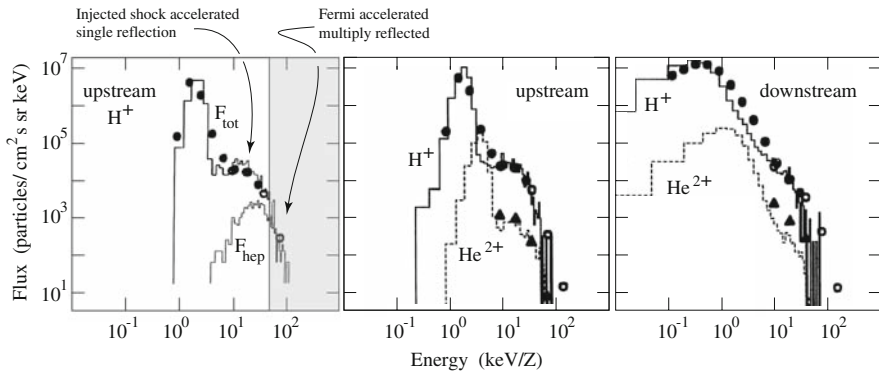 Injected shock accelerated
single reflection
Fermi accelerated
multiply reflected
Flux (particles/ cm² s sr keV)
10⁷
10⁵
10³
10¹
upstream
H⁺
F_tot
F_hep
10⁻¹ 10⁰ 10¹ 10²
upstream
H⁺
He²⁺
10⁻¹ 10⁰ 10¹ 10²
downstream
H⁺
He²⁺
10⁻¹ 10⁰ 10¹ 10²
Energy (keV/Z)